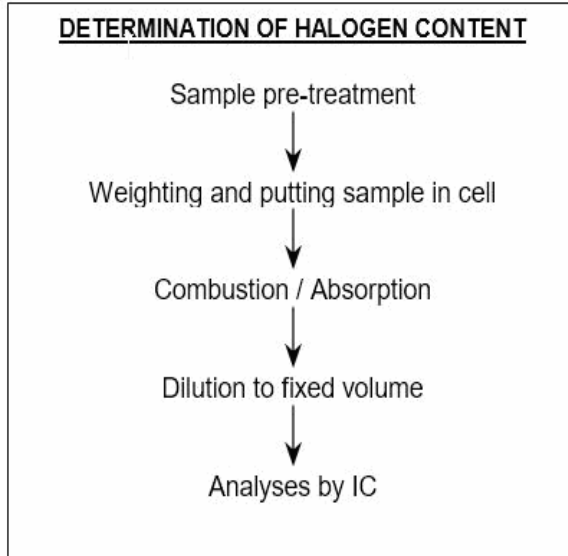 DETERMINATION OF HALOGEN CONTENT
Sample pre-treatment
Weighting and putting sample in cell
Combustion / Absorption
Dilution to fixed volume
Analyses by IC